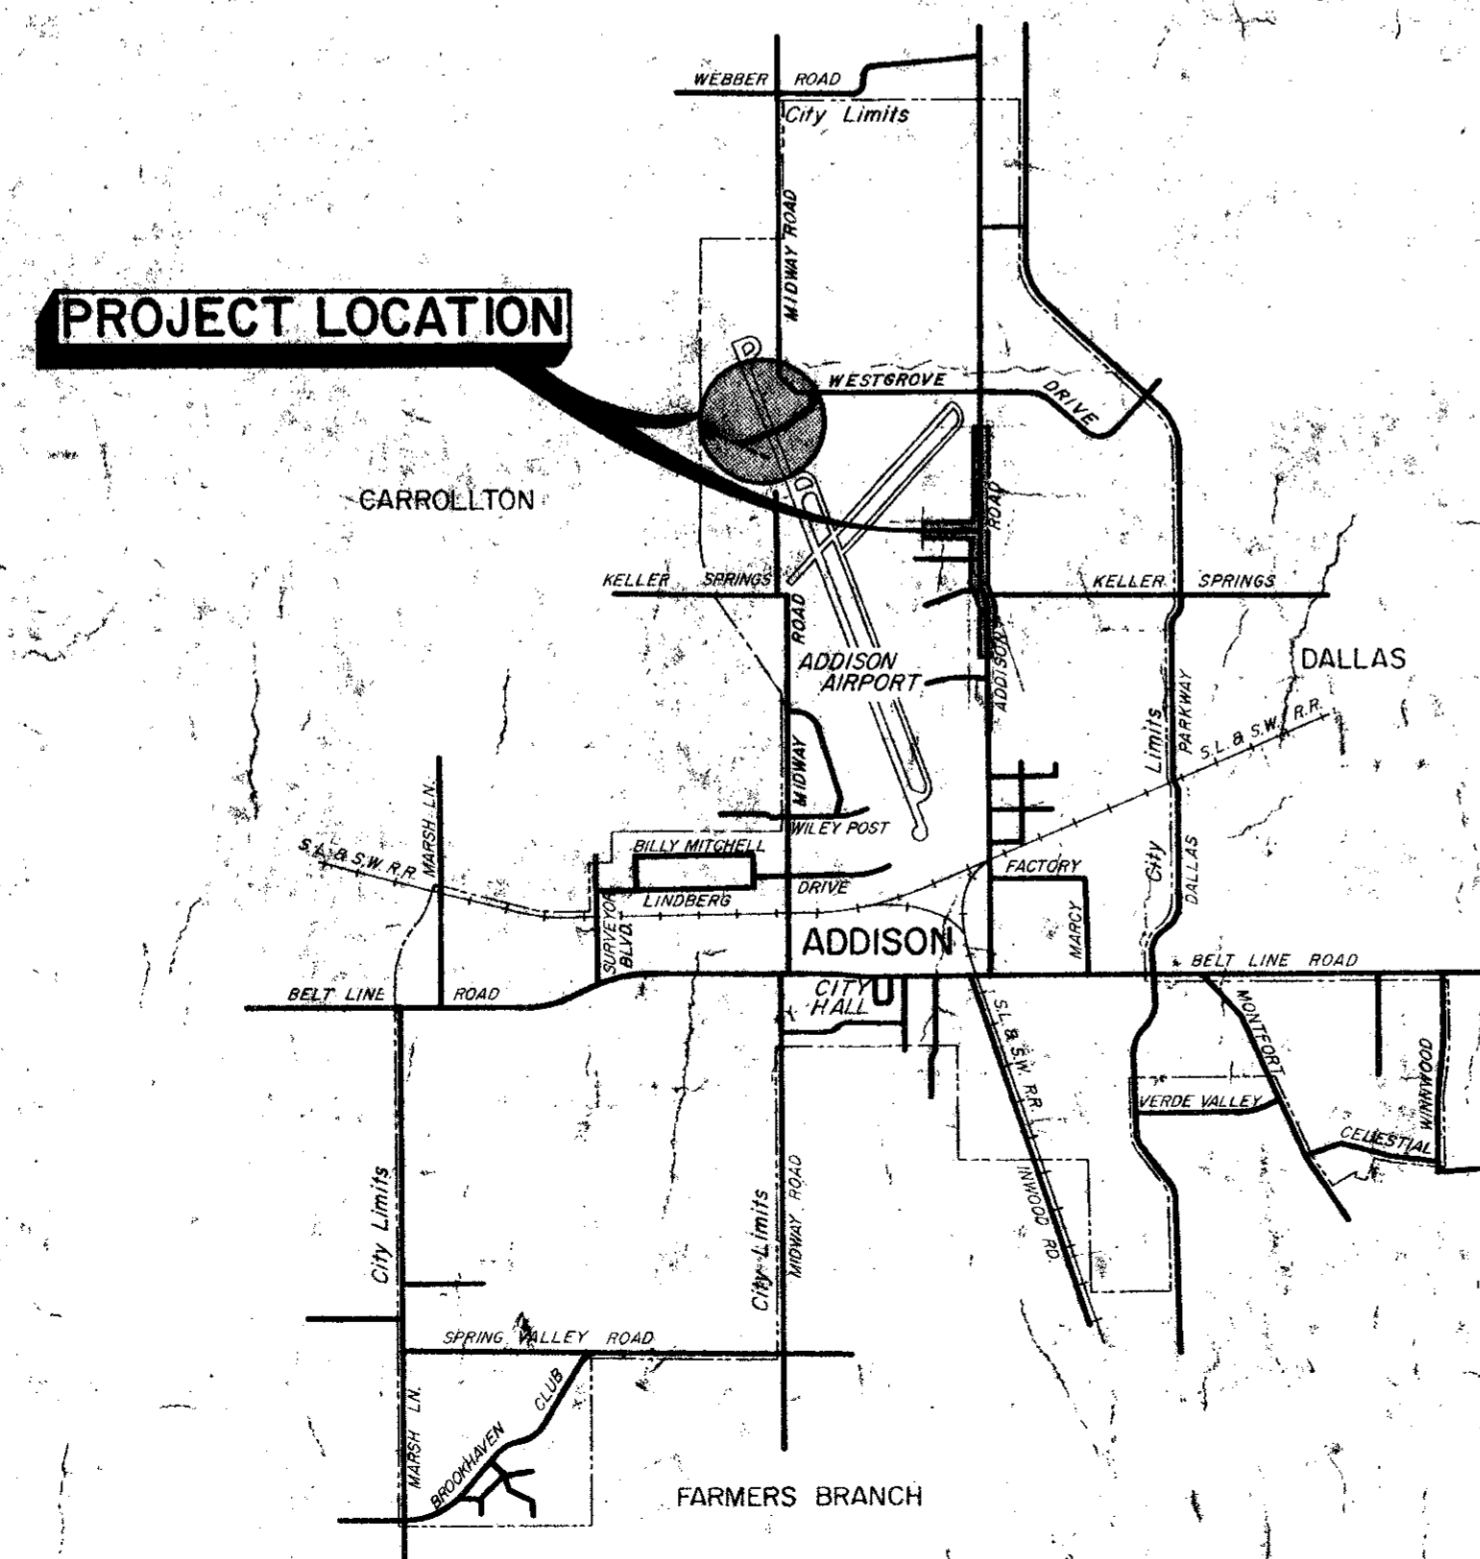 WEBBER ROAD
City Limits
MIDWAY ROAD
PROJECT LOCATION
WESTGROVE DRIVE
CARROLLTON
ROAD
KELLER SPRINGS
KELLER SPRINGS
ROAD
ADDISON
AIRPORT
ADDISON
DALLAS
PARKWAY
City Limits
S.L. & S.W. R.R.
MIDWAY
MARSH LN.
WILEY POST
S.L. & S.W. R.R.
BILLY MITCHELL
DRIVE
FACTORY
DALLAS
LINDBERG
SURVEYOR
BLVD.
MARCY
ADDISON
BELT LINE ROAD
BELT LINE ROAD
CITY
HALL
S.L. & S.W. R.R.
MONTFORT
WINNWOOD
VERDE VALLEY
CELESTIAL
City Limits
City Limits
MIDWAY ROAD
INWOOD RD.
SPRING VALLEY ROAD
MARSH LN.
BROOKHAVEN CLUB
FARMERS BRANCH